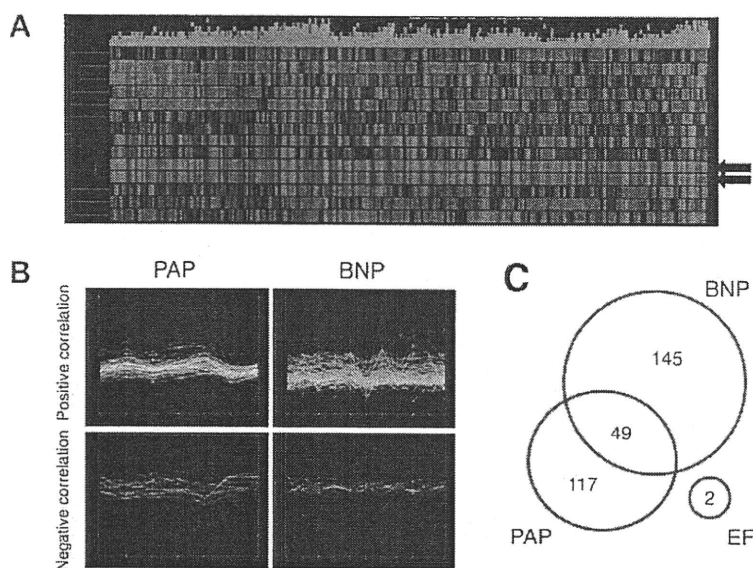 A
B
PAP
BNP
Positive correlation
Negative correlation
C
BNP
145
49
117
2
PAP
EF